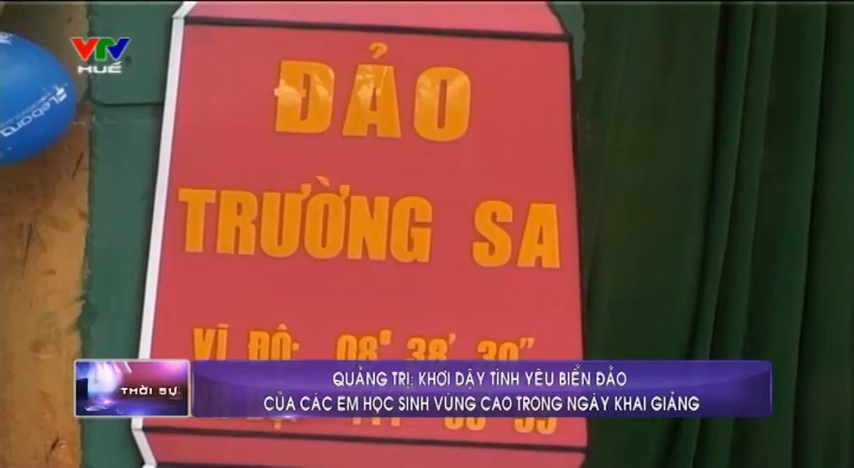 VTV
HUẾ
Lebong
ĐẢO
TRƯỜNG SA
VĨ ĐỘ: 08° 38' 30"
THỜI SỰ
QUẢNG TRỊ: KHƠI DẬY TÌNH YÊU BIỂN ĐẢO
CỦA CÁC EM HỌC SINH VÙNG CAO TRONG NGÀY KHAI GIẢNG